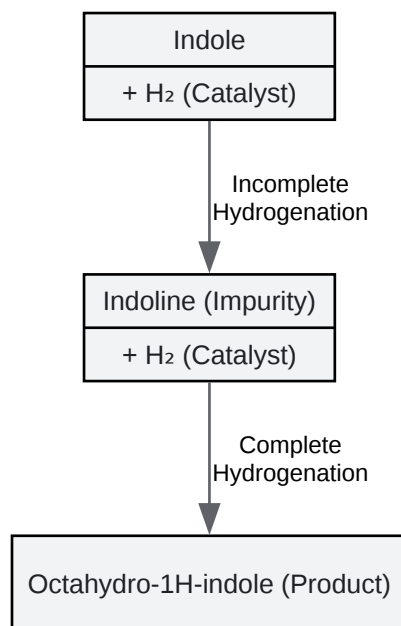 Indole
+ H₂ (Catalyst)
Incomplete
Hydrogenation
Indoline (Impurity)
+ H₂ (Catalyst)
Complete
Hydrogenation
Octahydro-1H-indole (Product)